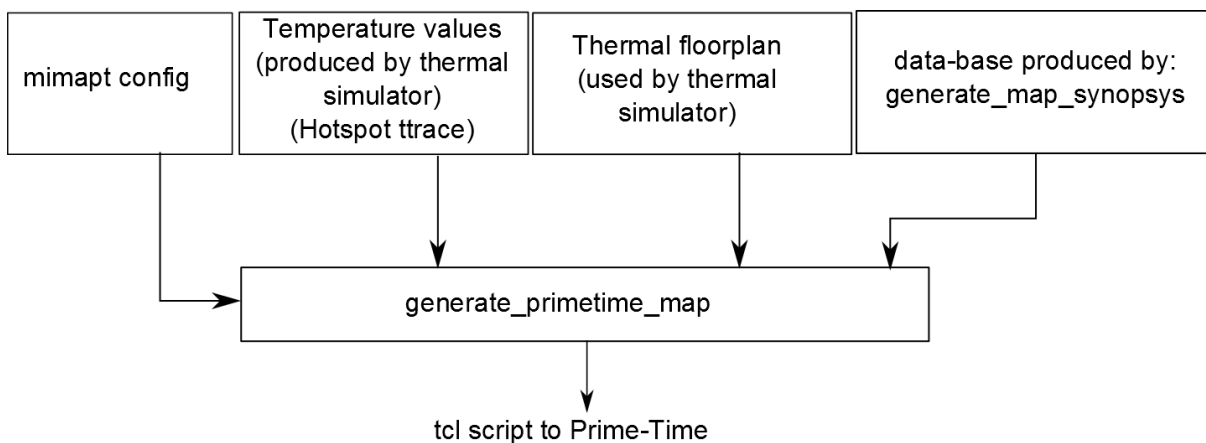 mimapt config
Temperature values
(produced by thermal
simulator)
(Hotspot ttrace)
Thermal floorplan
(used by thermal
simulator)
data-base produced by:
generate_map_synopsys
generate_primetime_map
tcl script to Prime-Time